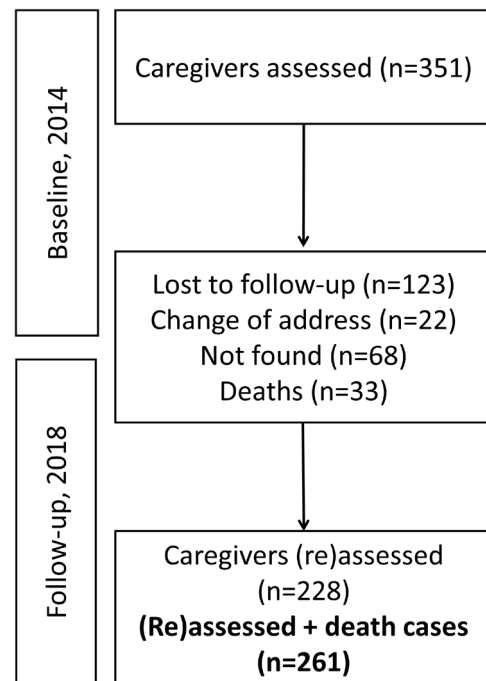 Baseline, 2014
Caregivers assessed (n=351)
Lost to follow-up (n=123)
Change of address (n=22)
Not found (n=68)
Deaths (n=33)
Follow-up, 2018
Caregivers (re)assessed
(n=228)
(Re)assessed + death cases
(n=261)